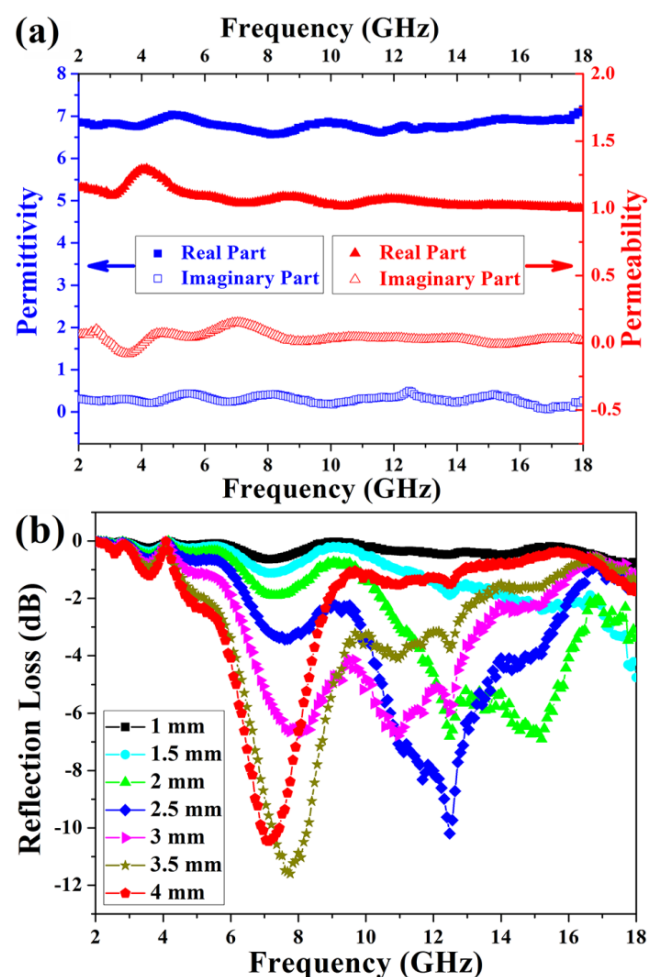 (a)
Frequency (GHz)
2 4 6 8 10 12 14 16 18
Permittivity
8
7
6
5
4
3
2
1
0
Real Part
Imaginary Part
Real Part
Imaginary Part
2.0
1.5
1.0
0.5
0.0
-0.5
Permeability
2 4 6 8 10 12 14 16 18
Frequency (GHz)
(b)
Reflection Loss (dB)
0
-2
-4
-6
-8
-10
-12
1 mm
1.5 mm
2 mm
2.5 mm
3 mm
3.5 mm
4 mm
2 4 6 8 10 12 14 16 18
Frequency (GHz)